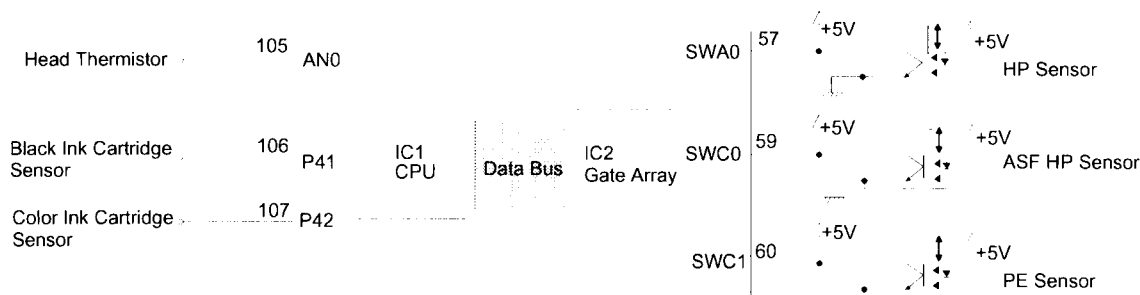 Head Thermistor
105
AN0
Black Ink Cartridge
Sensor
106
P41
Color Ink Cartridge
Sensor
107
P42
IC1
CPU
Data Bus
IC2
Gate Array
SWA0
57
+5V
+5V
HP Sensor
SWC0
59
+5V
+5V
ASF HP Sensor
SWC1
60
+5V
+5V
PE Sensor